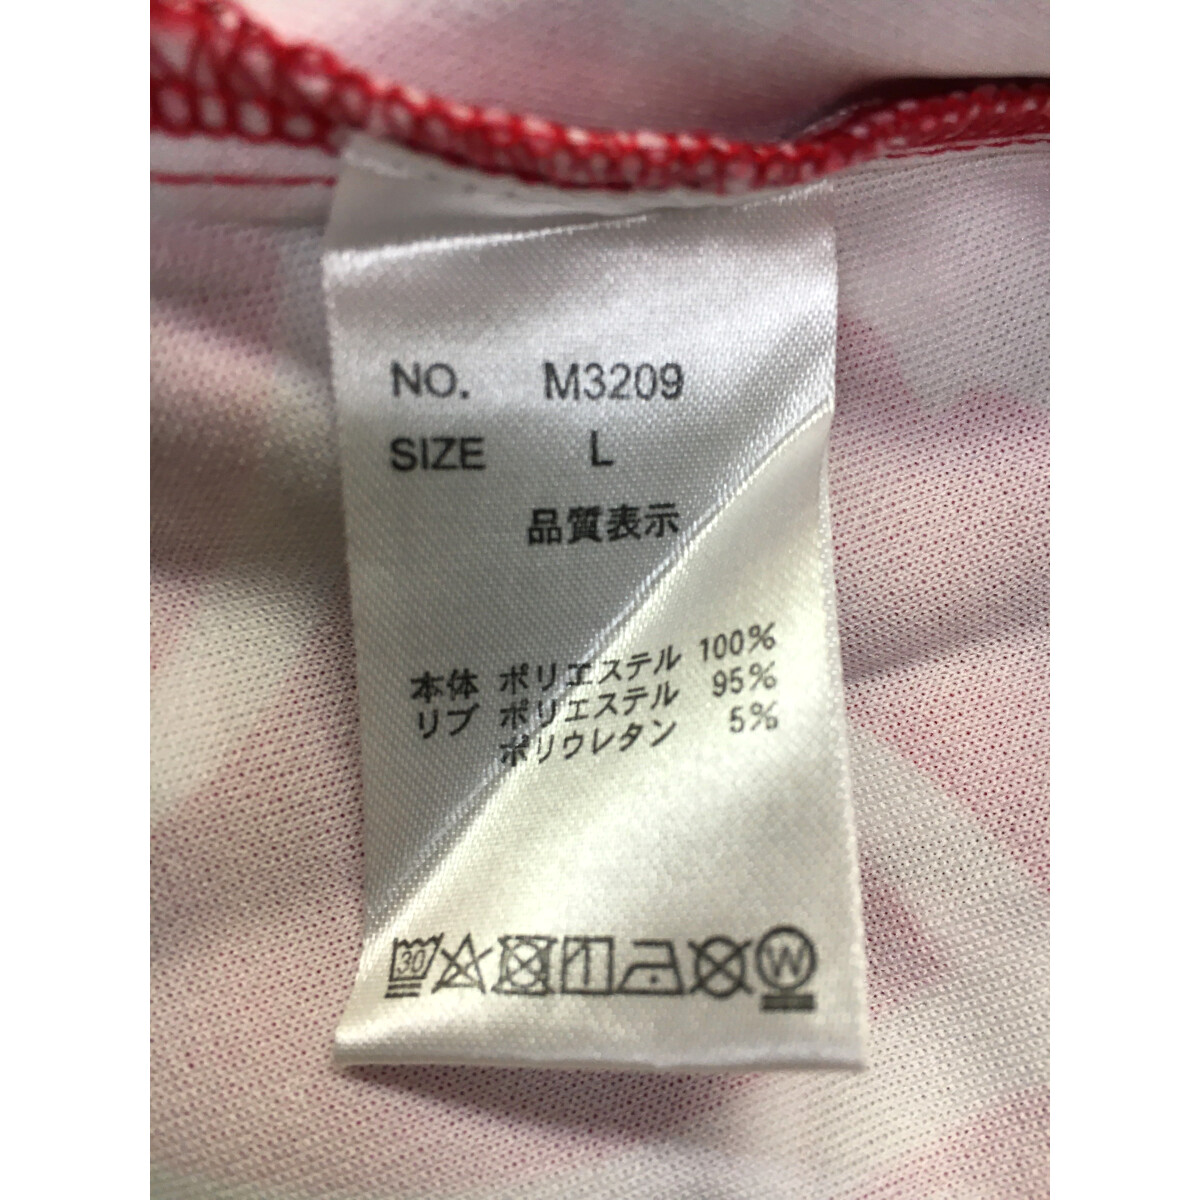 NO. M3209
SIZE L
品質表示
本体 ポリエステル 100%
リブ ポリエステル 95%
ポリウレタン 5%
30 W